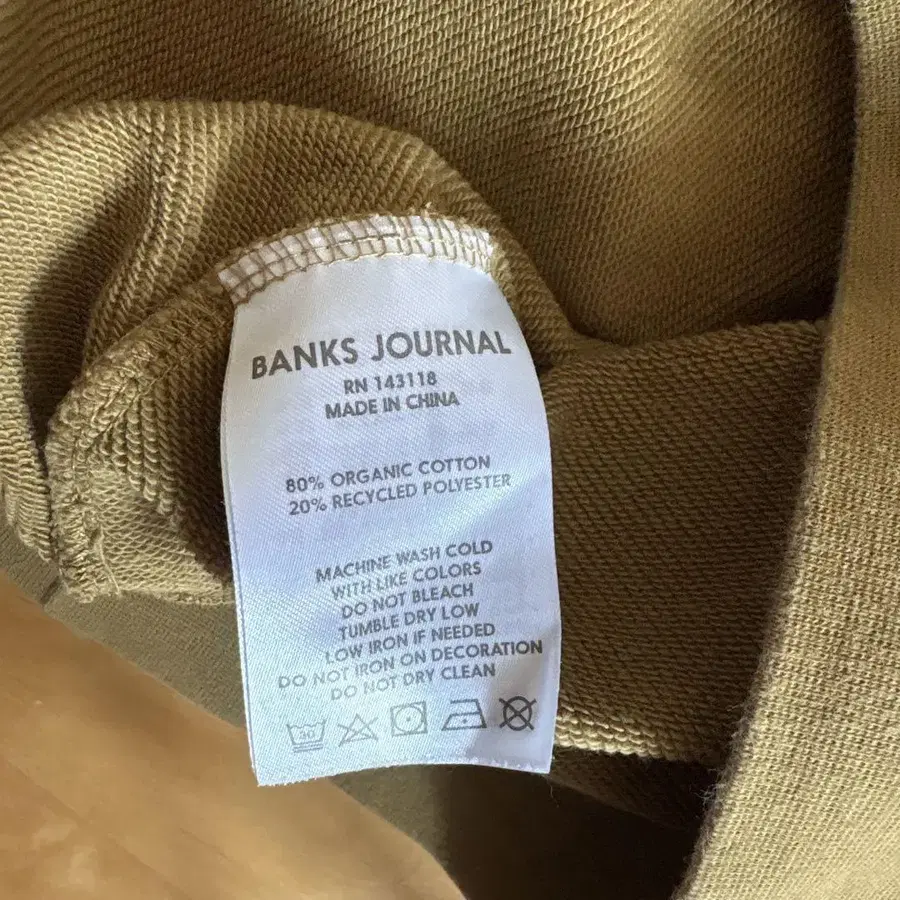 BANKS JOURNAL
RN 143118
MADE IN CHINA
80% ORGANIC COTTON
20% RECYCLED POLYESTER
MACHINE WASH COLD
WITH LIKE COLORS
DO NOT BLEACH
TUMBLE DRY LOW
LOW IRON IF NEEDED
DO NOT IRON ON DECORATION
DO NOT DRY CLEAN
30